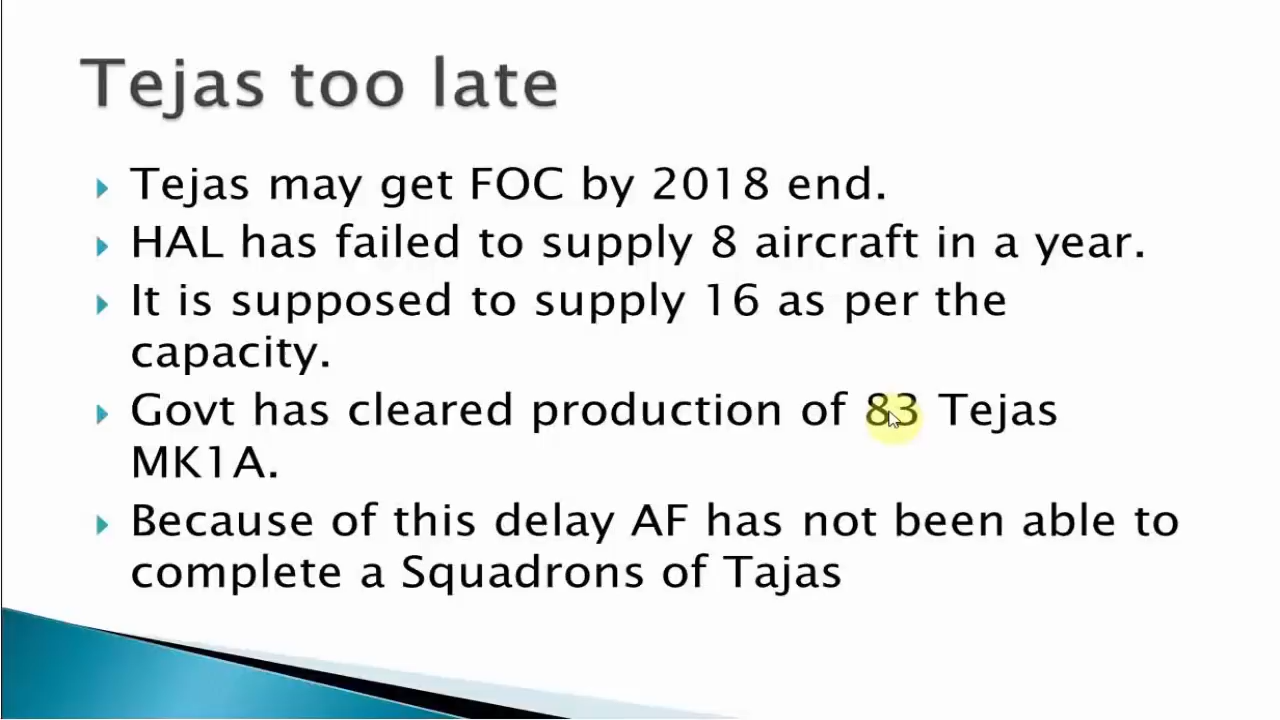 Tejas too late
Tejas may get FOC by 2018 end.
HAL has failed to supply 8 aircraft in a year.
It is supposed to supply 16 as per the
capacity.
Govt has cleared production of 83 Tejas
MK1A.
Because of this delay AF has not been able to
complete a Squadrons of Tajas